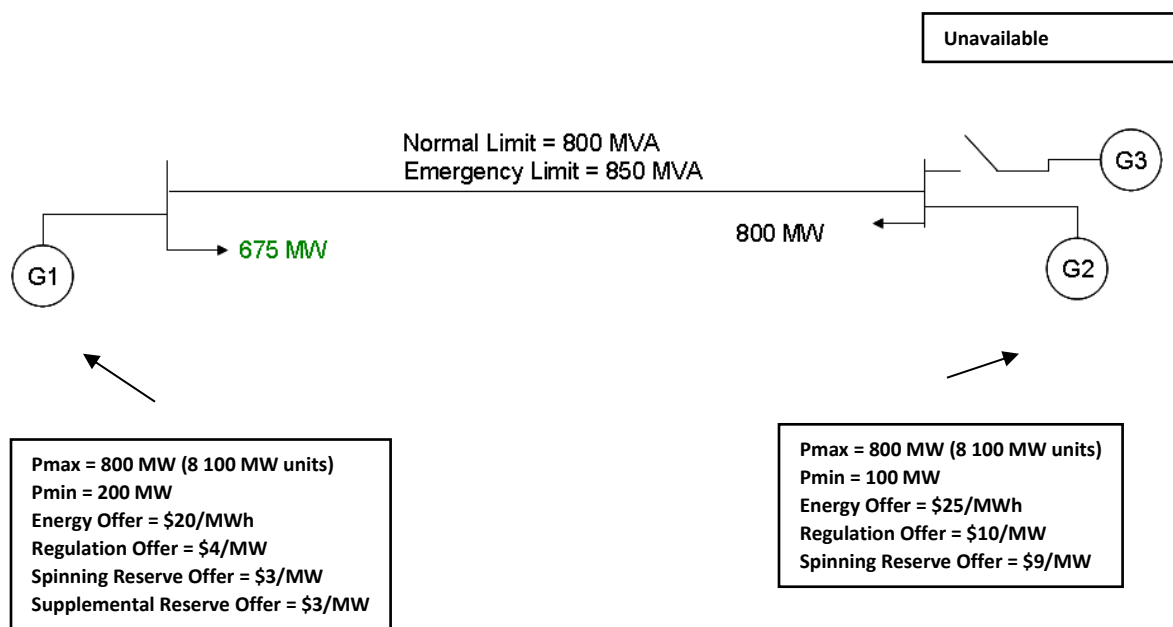 Unavailable
Normal Limit = 800 MVA
Emergency Limit = 850 MVA
G3
675 MW
800 MW
G1
G2
Pmax = 800 MW (8 100 MW units)
Pmin = 200 MW
Energy Offer = $20/MWh
Regulation Offer = $4/MW
Spinning Reserve Offer = $3/MW
Supplemental Reserve Offer = $3/MW
Pmax = 800 MW (8 100 MW units)
Pmin = 100 MW
Energy Offer = $25/MWh
Regulation Offer = $10/MW
Spinning Reserve Offer = $9/MW